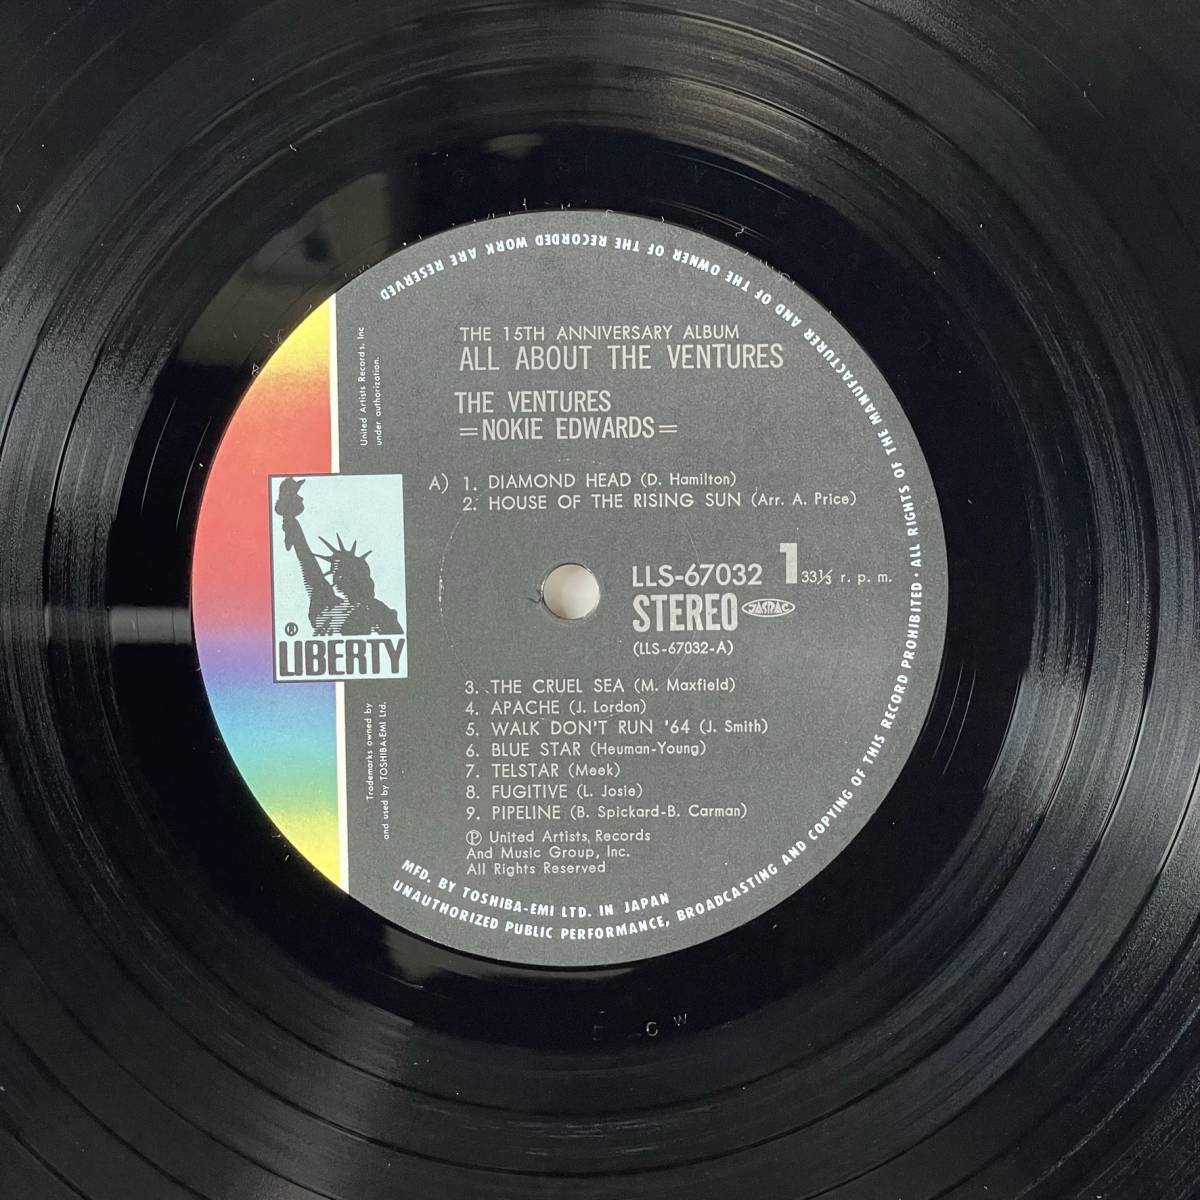 THE 15TH ANNIVERSARY ALBUM
ALL ABOUT THE VENTURES
THE VENTURES
=NOKIE EDWARDS=
A) 1. DIAMOND HEAD (D. Hamilton)
2. HOUSE OF THE RISING SUN (Arr. A. Price)
LLS-67032 1 33⅓ r. p. m.
STEREO JASRAC
(LLS-67032-A)
3. THE CRUEL SEA (M. Maxfield)
4. APACHE (J. Lordon)
5. WALK DON'T RUN '64 (J. Smith)
6. BLUE STAR (Heuman-Young)
7. TELSTAR (Meek)
8. FUGITIVE (L. Josie)
9. PIPELINE (B. Spickard-B. Carman)
Ⓟ United Artists Records
And Music Group, Inc.
All Rights Reserved
United Artists Records, Inc
under authorization.
® LIBERTY
Trademarks owned by
and used by TOSHIBA-EMI Ltd.
MFD. BY TOSHIBA-EMI LTD. IN JAPAN
UNAUTHORIZED PUBLIC PERFORMANCE, BROADCASTING AND COPYING OF THIS RECORD PROHIBITED · ALL RIGHTS OF THE MANUFACTURER AND OF THE OWNER OF THE RECORDED WORK ARE RESERVED